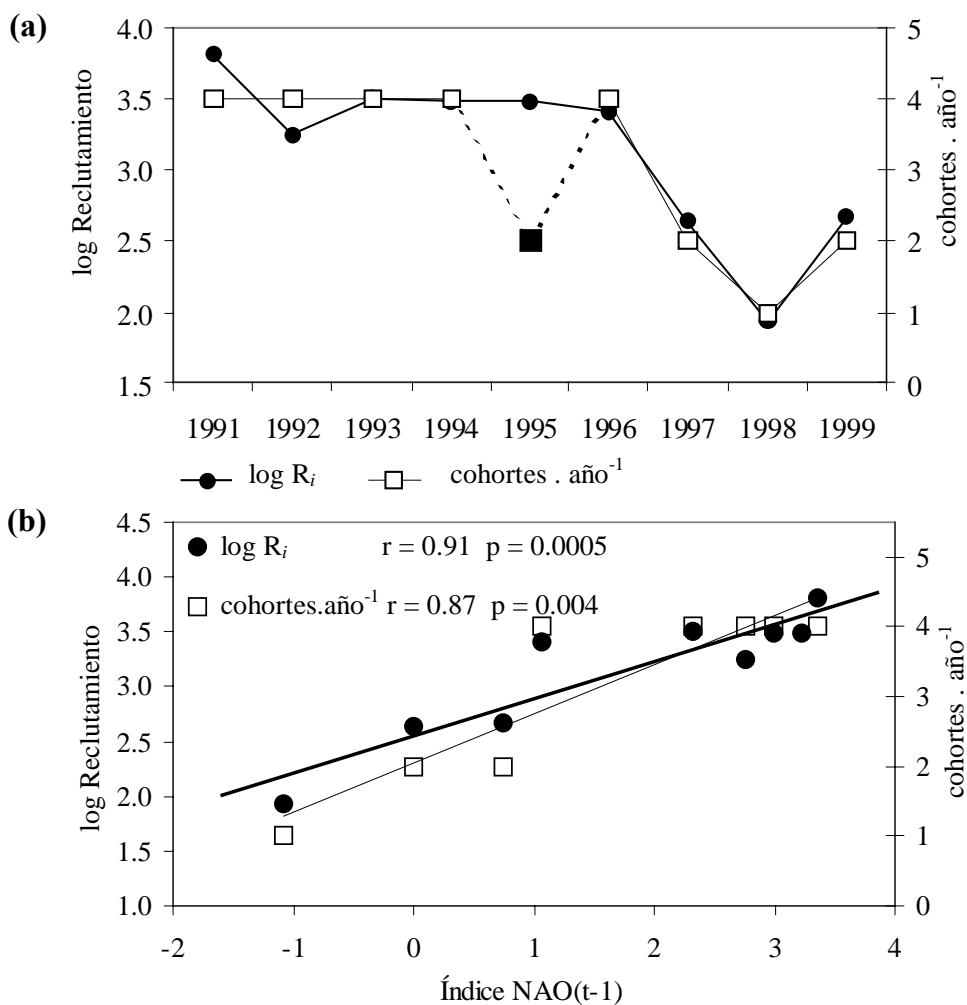 (a)
4.0
3.5
3.0
2.5
2.0
1.5
log Reclutamiento
5
4
3
2
1
0
cohortes . año⁻¹
1991 1992 1993 1994 1995 1996 1997 1998 1999
log Rᵢ cohortes . año⁻¹
(b)
4.5
4.0
3.5
3.0
2.5
2.0
1.5
1.0
log Reclutamiento
log Rᵢ r = 0.91 p = 0.0005
cohortes.año⁻¹ r = 0.87 p = 0.004
5
4
3
2
1
0
cohortes . año⁻¹
-2 -1 0 1 2 3 4
Índice NAO(t-1)